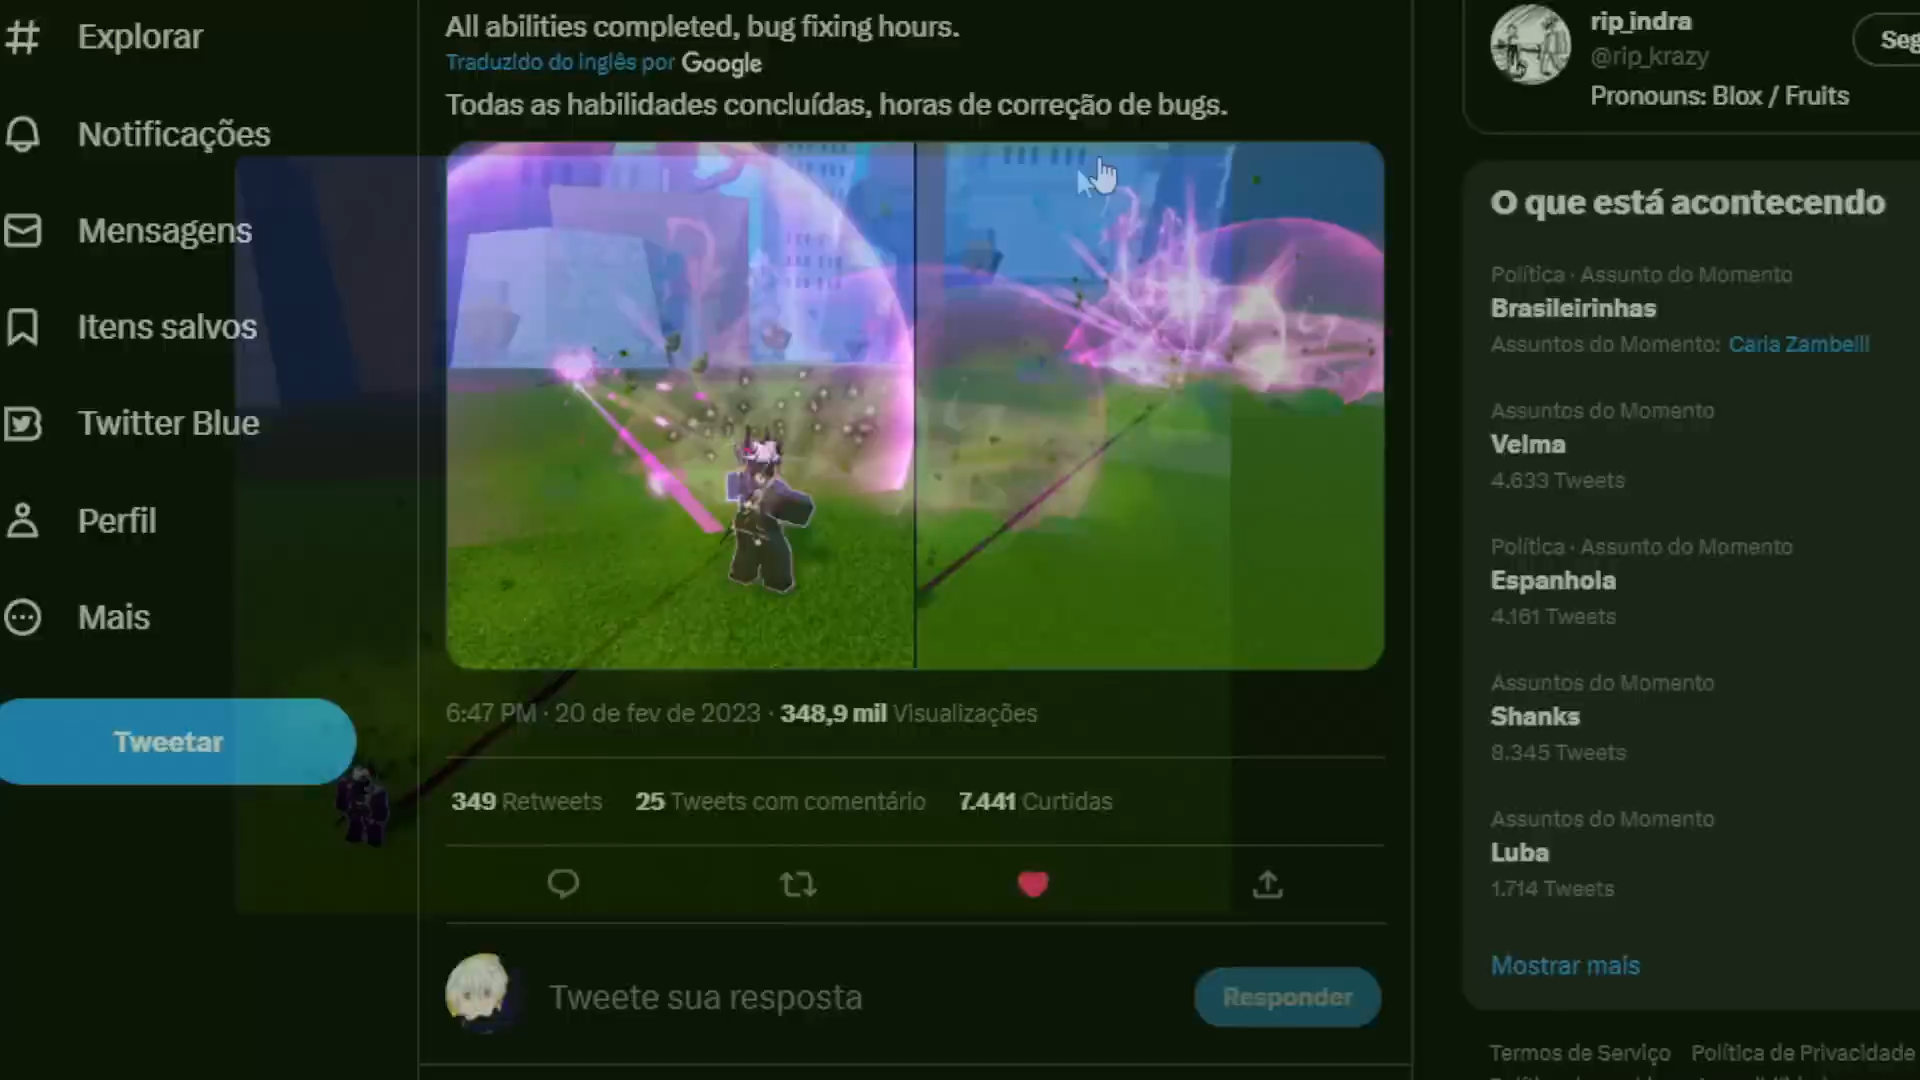 Explorar
Notificações
Mensagens
Itens salvos
Twitter Blue
Perfil
Mais
Tweetar
All abilities completed, bug fixing hours.
Traduzido do inglês por Google
Todas as habilidades concluídas, horas de correção de bugs.
6:47 PM · 20 de fev de 2023 · 348,9 mil Visualizações
349 Retweets 25 Tweets com comentário 7.441 Curtidas
Tweete sua resposta
Responder
rip_indra
@rip_krazy
Seg
Pronouns: Blox / Fruits
O que está acontecendo
Política · Assunto do Momento
Brasileirinhas
Assuntos do Momento: Carla Zambelli
Assuntos do Momento
Velma
4.633 Tweets
Política · Assunto do Momento
Espanhola
4.161 Tweets
Assuntos do Momento
Shanks
8.345 Tweets
Assuntos do Momento
Luba
1.714 Tweets
Mostrar mais
Termos de Serviço Política de Privacidade